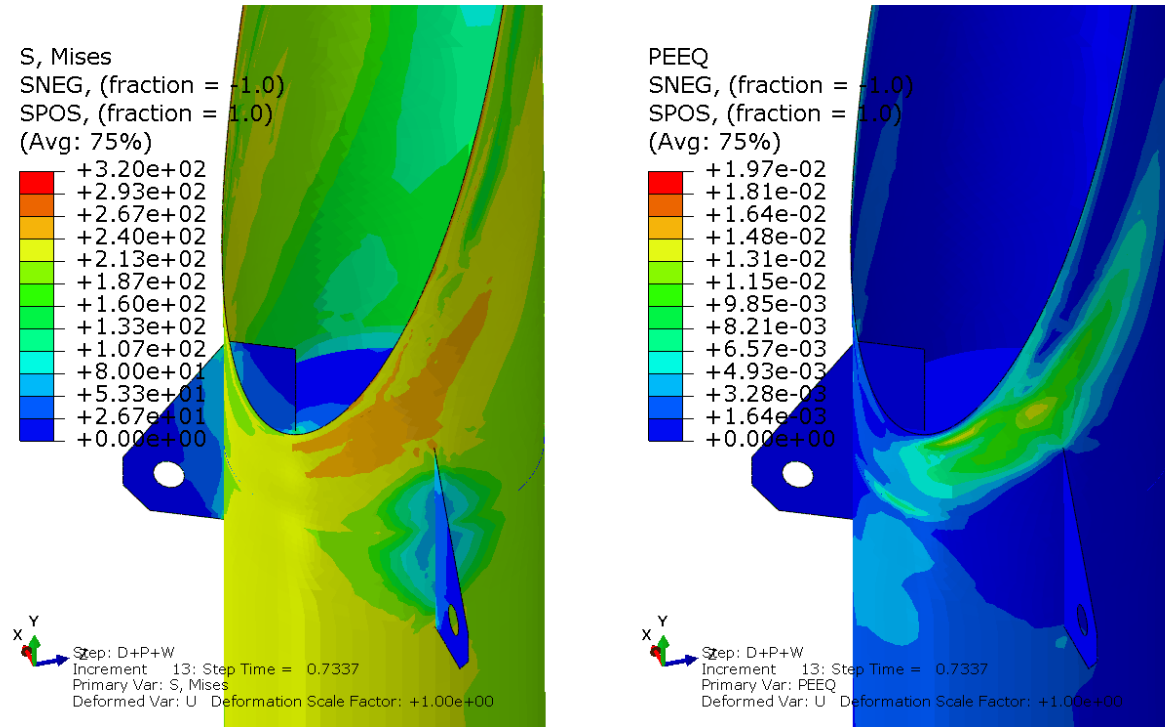 S, Mises
SNEG, (fraction = -1.0)
SPOS, (fraction = 1.0)
(Avg: 75%)
+3.20e+02
+2.93e+02
+2.67e+02
+2.40e+02
+2.13e+02
+1.87e+02
+1.60e+02
+1.33e+02
+1.07e+02
+8.00e+01
+5.33e+01
+2.67e+01
+0.00e+00
Y
X
Z
Step: D+P+W
Increment 13: Step Time = 0.7337
Primary Var: S, Mises
Deformed Var: U Deformation Scale Factor: +1.00e+00
PEEQ
SNEG, (fraction = -1.0)
SPOS, (fraction = 1.0)
(Avg: 75%)
+1.97e-02
+1.81e-02
+1.64e-02
+1.48e-02
+1.31e-02
+1.15e-02
+9.85e-03
+8.21e-03
+6.57e-03
+4.93e-03
+3.28e-03
+1.64e-03
+0.00e+00
Y
X
Z
Step: D+P+W
Increment 13: Step Time = 0.7337
Primary Var: PEEQ
Deformed Var: U Deformation Scale Factor: +1.00e+00